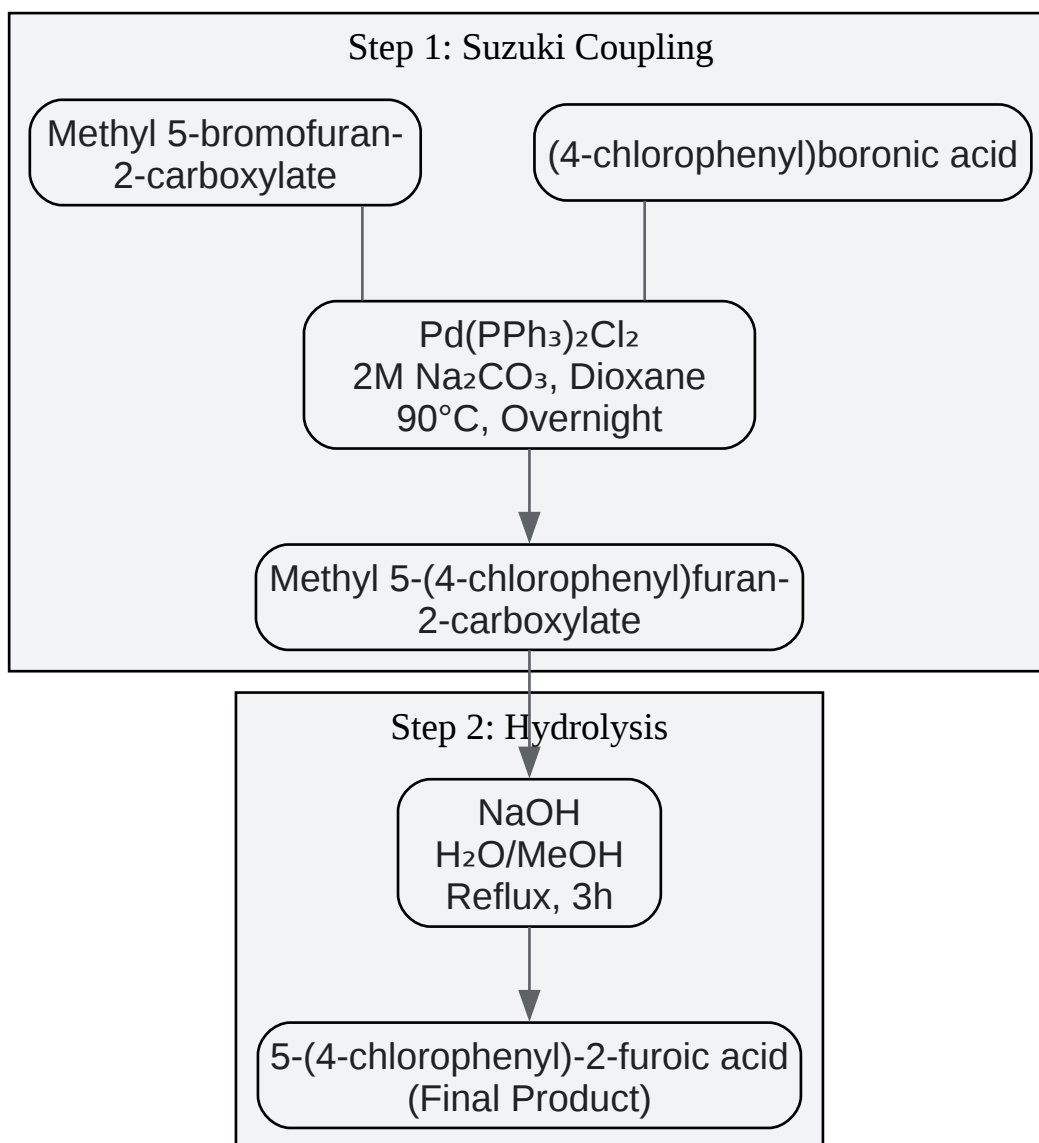 Step 1: Suzuki Coupling
Methyl 5-bromofuran-
2-carboxylate
(4-chlorophenyl)boronic acid
Pd(PPh₃)₂Cl₂
2M Na₂CO₃, Dioxane
90°C, Overnight
Methyl 5-(4-chlorophenyl)furan-
2-carboxylate
Step 2: Hydrolysis
NaOH
H₂O/MeOH
Reflux, 3h
5-(4-chlorophenyl)-2-furoic acid
(Final Product)